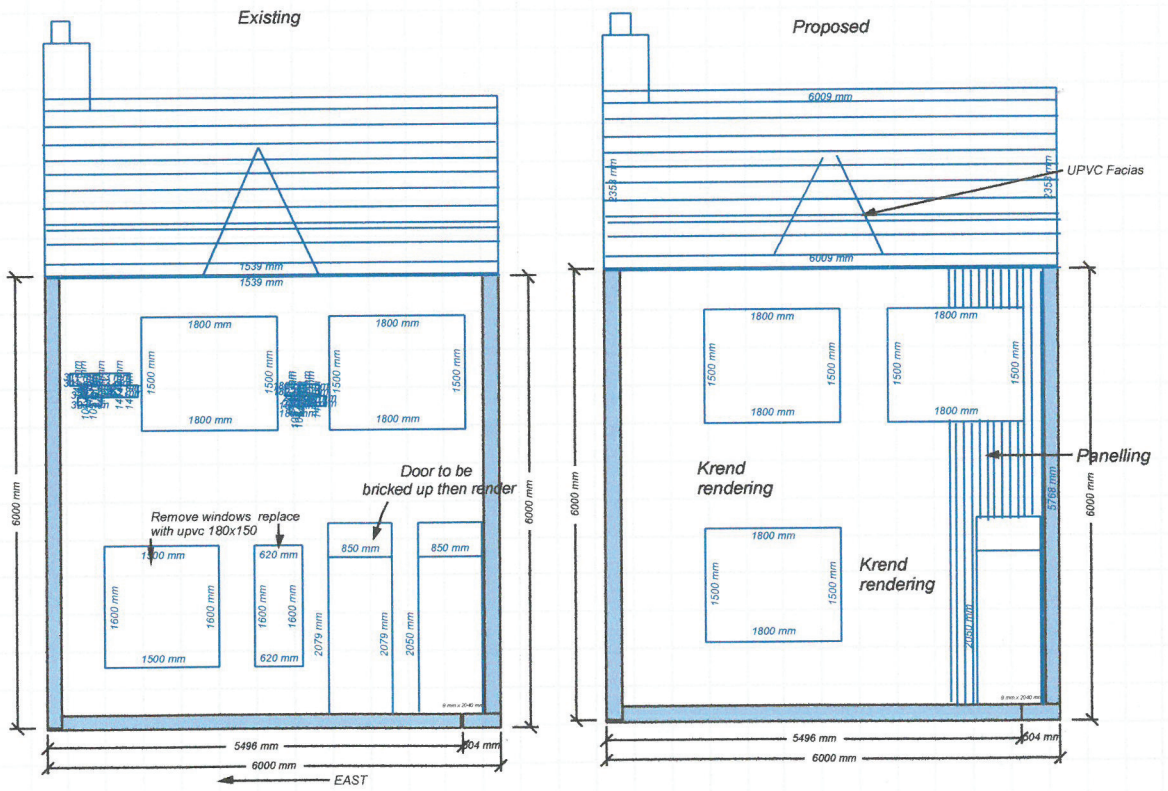 Existing
1539 mm
1539 mm
1800 mm
1800 mm
1500 mm
1500 mm
1500 mm
1500 mm
1800 mm
1800 mm
6000 mm
6000 mm
Door to be
bricked up then render
Remove windows replace
with upvc 180x150
1500 mm
620 mm
850 mm
850 mm
1600 mm
1600 mm
1600 mm
1600 mm
2079 mm
2079 mm
2050 mm
1500 mm
620 mm
5496 mm
504 mm
6000 mm
EAST
Proposed
6009 mm
2353 mm
2353 mm
UPVC Facias
6009 mm
1800 mm
1800 mm
1500 mm
1500 mm
1500 mm
1500 mm
1800 mm
1800 mm
Krend
rendering
Panelling
6000 mm
5768 mm
6000 mm
1800 mm
1500 mm
1500 mm
Krend
rendering
1800 mm
2050 mm
5496 mm
504 mm
6000 mm